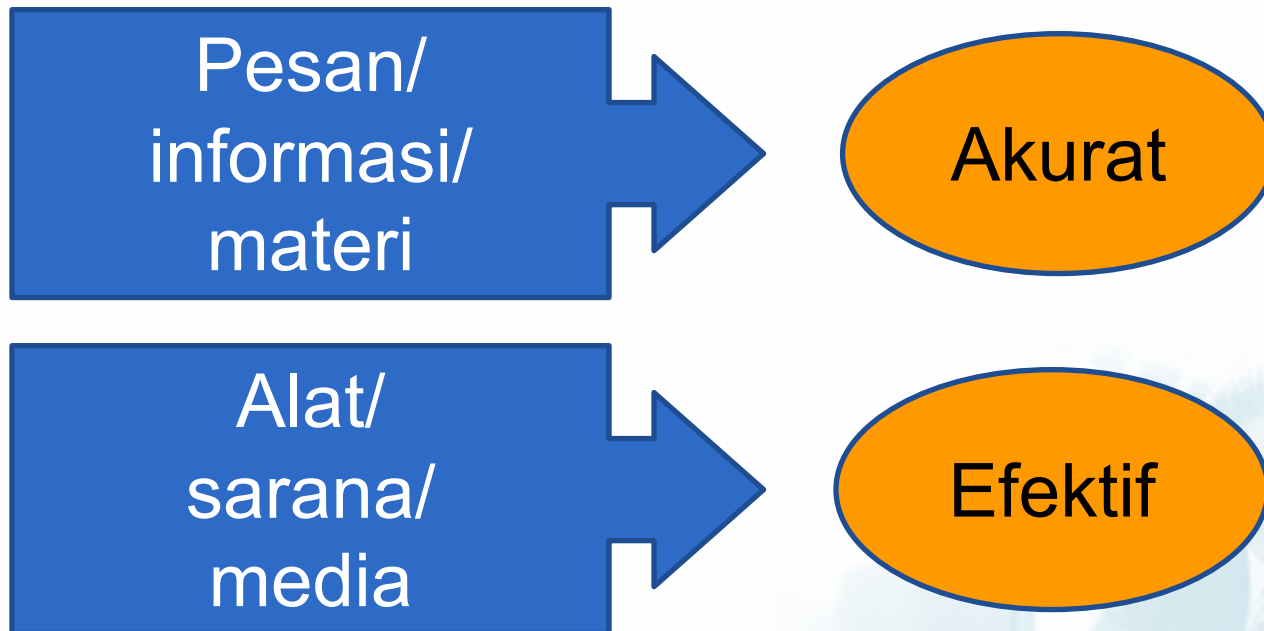 Pesan/
informasi/
materi
Akurat
Alat/
sarana/
media
Efektif